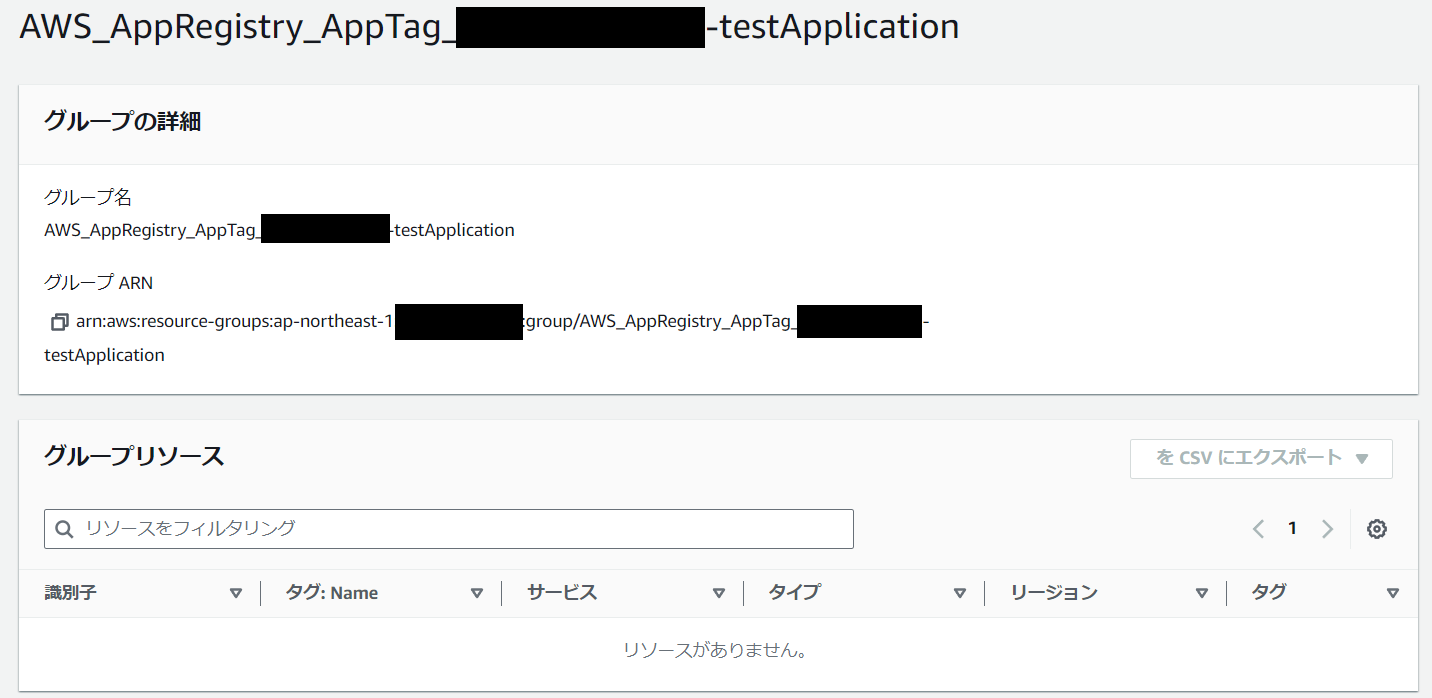 AWS_AppRegistry_AppTag_-testApplication
グループの詳細
グループ名
AWS_AppRegistry_AppTag_-testApplication
グループ ARN
arn:aws:resource-groups:ap-northeast-1:group/AWS_AppRegistry_AppTag_-
testApplication
グループリソース
を CSV にエクスポート
リソースをフィルタリング
1
識別子 タグ: Name サービス タイプ リージョン タグ
リソースがありません。